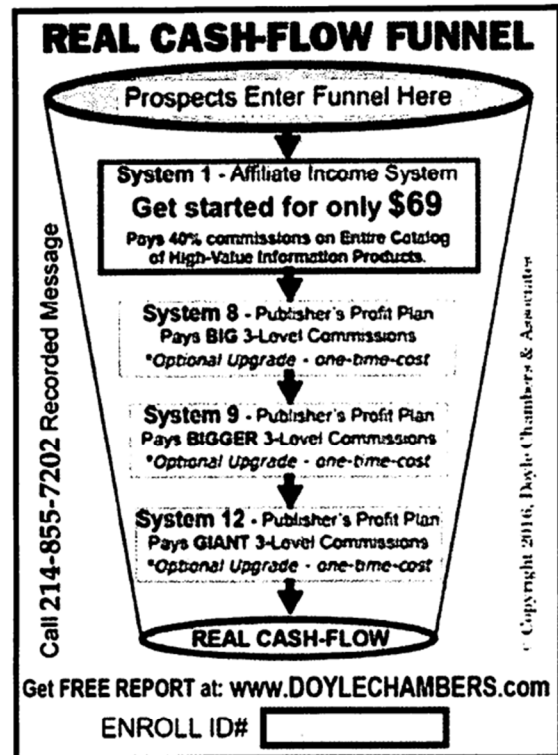 REAL CASH-FLOW FUNNEL
Prospects Enter Funnel Here
System 1 - Affiliate Income System
Get started for only $69
Pays 40% commissions on Entire Catalog
of High-Value Information Products.
System 8 - Publisher's Profit Plan
Pays BIG 3-Level Commissions
*Optional Upgrade - one-time-cost
System 9 - Publisher's Profit Plan
Pays BIGGER 3-Level Commissions
*Optional Upgrade - one-time-cost
System 12 - Publisher's Profit Plan
Pays GIANT 3-Level Commissions
*Optional Upgrade - one-time-cost
REAL CASH-FLOW
Call 214-855-7202 Recorded Message
© Copyright 2016, Doyle Chambers & Associates
Get FREE REPORT at: www.DOYLECHAMBERS.com
ENROLL ID#